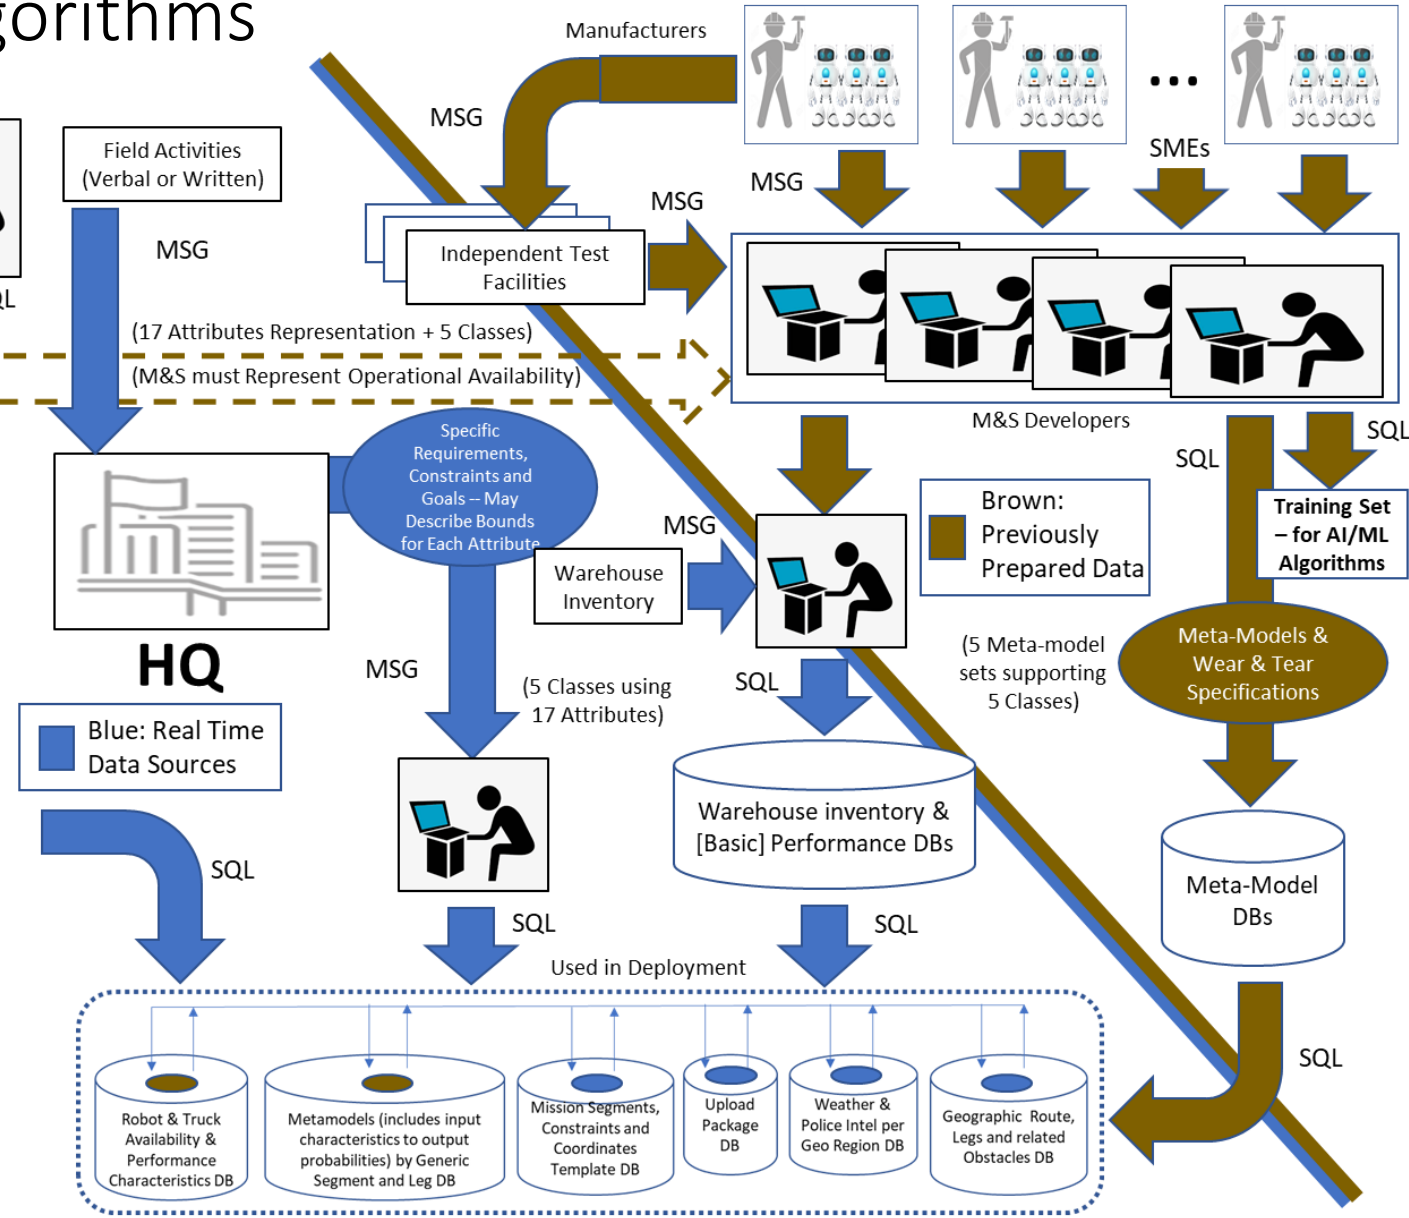 gorithms
Manufacturers
MSG
Field Activities
(Verbal or Written)
SMEs
MSG
MSG
MSG
Independent Test
Facilities
QL
(17 Attributes Representation + 5 Classes)
(M&S must Represent Operational Availability)
M&S Developers
SQL
SQL
Specific
Requirements,
Constraints and
Goals – May
Describe Bounds
for Each Attribute
Brown:
Previously
Prepared Data
Training Set
– for AI/ML
Algorithms
MSG
Warehouse
Inventory
HQ
MSG
(5 Classes using
17 Attributes)
SQL
(5 Meta-model
sets supporting
5 Classes)
Meta-Models &
Wear & Tear
Specifications
Blue: Real Time
Data Sources
Warehouse inventory &
[Basic] Performance DBs
SQL
Meta-Model
DBs
SQL
SQL
Used in Deployment
SQL
Robot & Truck
Availability &
Performance
Characteristics DB
Metamodels (includes input
characteristics to output
probabilities) by Generic
Segment and Leg DB
Mission Segments,
Constraints and
Coordinates
Template DB
Upload
Package
DB
Weather &
Police Intel per
Geo Region DB
Geographic Route,
Legs and related
Obstacles DB